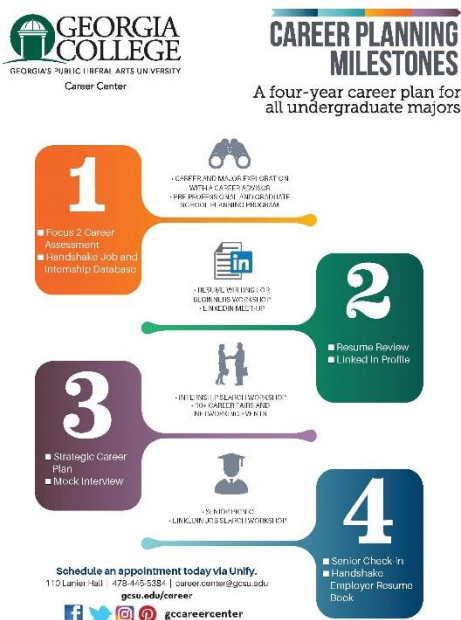 GEORGIA
COLLEGE
GEORGIA'S PUBLIC LIBERAL ARTS UNIVERSITY
Career Center
CAREER PLANNING
MILESTONES
A four-year career plan for
all undergraduate majors
1
■ Focus 2 Career
Assessment
■ Handshake Job and
Internship Database
• CAREER AND MAJOR EXPLORATION
WITH A CAREER ADVISOR
• PRE-PROFESSIONAL AND GRADUATE
SCHOOL PLANNING PROGRAM
in
• RESUME WRITING FOR
BEGINNERS WORKSHOP
• LINKEDIN MEET-UP
2
■ Resume Review
■ Linked In Profile
3
■ Strategic Career
Plan
■ Mock Interview
• INTERNSHIP SEARCH WORKSHOP
• 10+ CAREER FAIRS AND
NETWORKING EVENTS
• SENIOR PICNIC
• LINKEDIN JOB SEARCH WORKSHOP
4
■ Senior Check-in
■ Handshake
Employer Resume
Book
Schedule an appointment today via Unify.
110 Lanier Hall | 478-445-5384 | career.center@gcsu.edu
gcsu.edu/career
gccareercenter